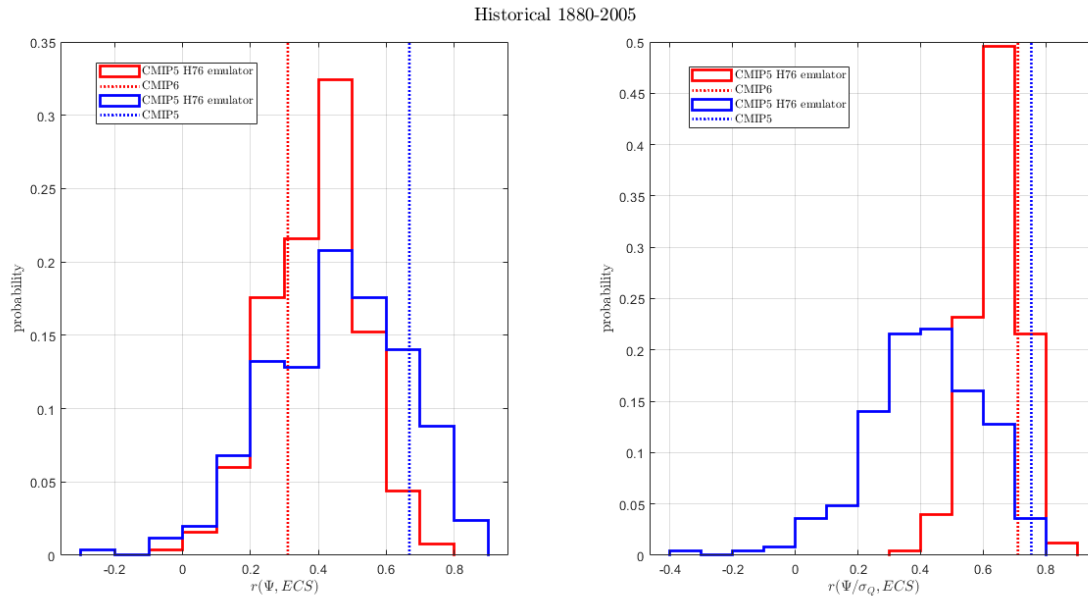 Historical 1880-2005
0.35
0.3
0.25
0.2
0.15
0.1
0.05
0
probability
CMIP5 H76 emulator
CMIP6
CMIP5 H76 emulator
CMIP5
-0.2
0
0.2
0.4
0.6
0.8
r(Ψ, ECS)
0.5
0.45
0.4
0.35
0.3
0.25
0.2
0.15
0.1
0.05
0
probability
CMIP5 H76 emulator
CMIP6
CMIP5 H76 emulator
CMIP5
-0.4
-0.2
0
0.2
0.4
0.6
0.8
r(Ψ/σ_Q, ECS)